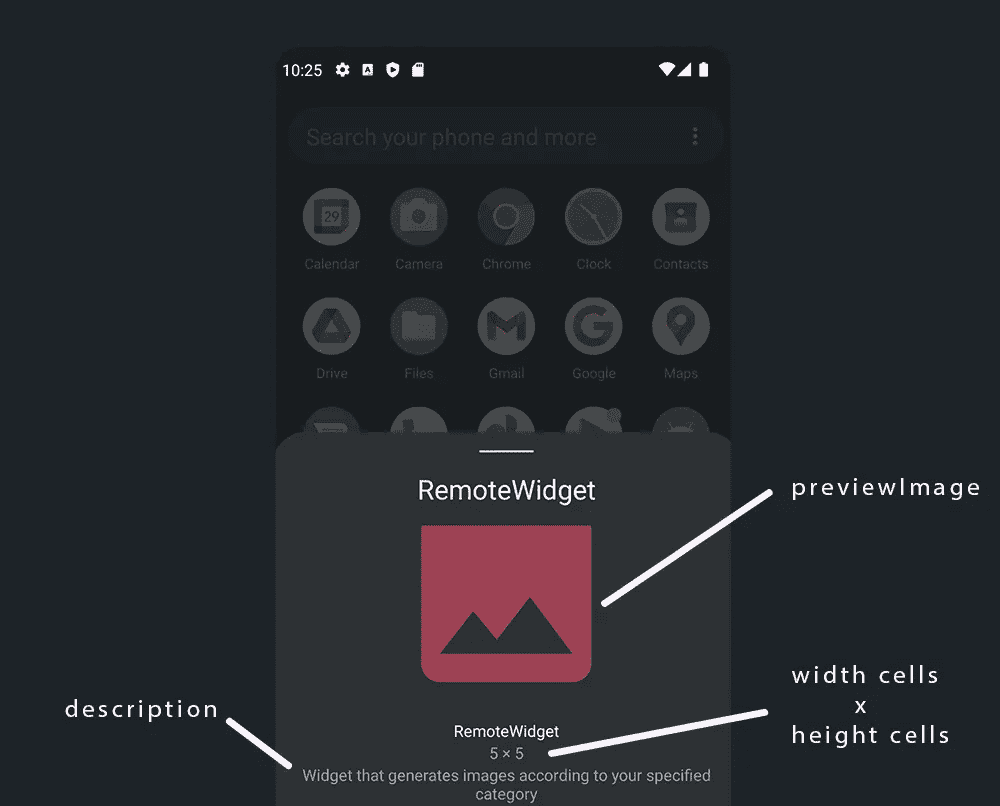 10:25
Search your phone and more
29
Calendar
Camera
Chrome
Clock
Contacts
Drive
Files
Gmail
Google
Maps
RemoteWidget
previewImage
width cells
x
height cells
description
RemoteWidget
5 × 5
Widget that generates images according to your specified
category